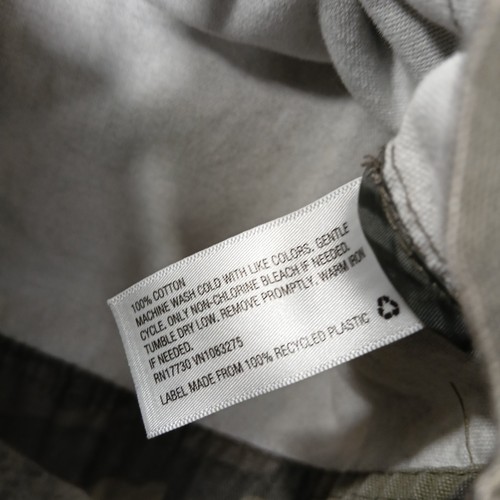 100% COTTON
MACHINE WASH COLD WITH LIKE COLORS, GENTLE
CYCLE. ONLY NON-CHLORINE BLEACH IF NEEDED.
TUMBLE DRY LOW. REMOVE PROMPTLY. WARM IRON
IF NEEDED.
RN17730 VN1083275
LABEL MADE FROM 100% RECYCLED PLASTIC